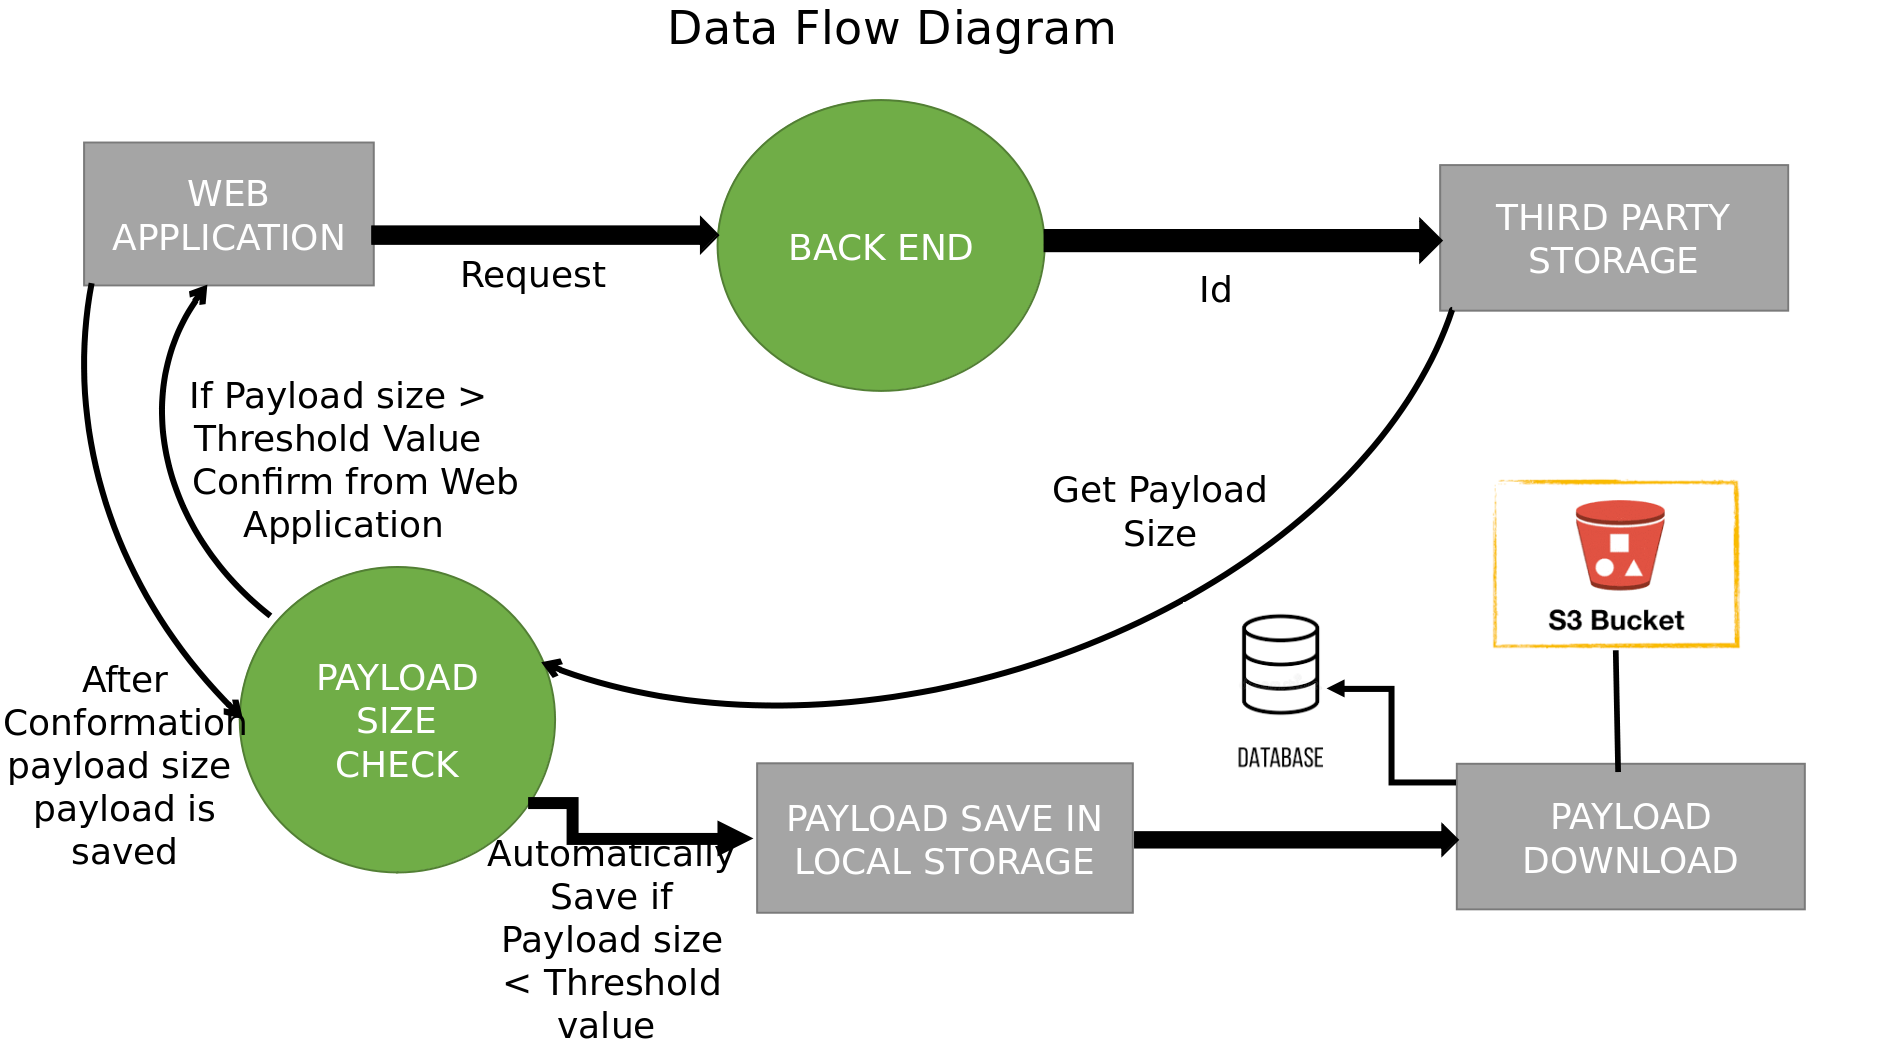 Data Flow Diagram
WEB
APPLICATION
Request
BACK END
Id
THIRD PARTY
STORAGE
If Payload size >
Threshold Value
Confirm from Web
Application
Get Payload
Size
S3 Bucket
After
Conformation
payload size
payload is
saved
PAYLOAD
SIZE
CHECK
DATABASE
Automatically
Save if
Payload size
< Threshold
value
PAYLOAD SAVE IN
LOCAL STORAGE
PAYLOAD
DOWNLOAD